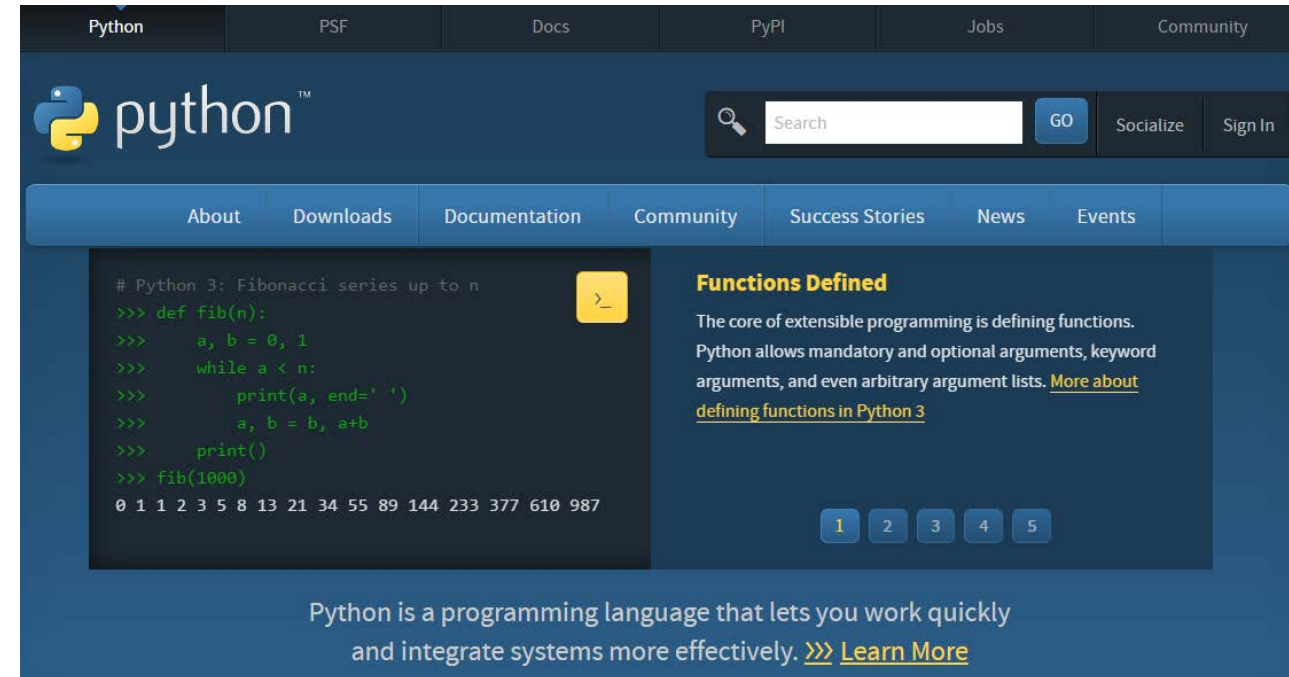 Python PSF Docs PyPI Jobs Community
python™
Search GO Socialize Sign In
About Downloads Documentation Community Success Stories News Events
# Python 3: Fibonacci series up to n
>>> def fib(n):
>>>     a, b = 0, 1
>>>     while a < n:
>>>         print(a, end=' ')
>>>         a, b = b, a+b
>>>     print()
>>> fib(1000)
0 1 1 2 3 5 8 13 21 34 55 89 144 233 377 610 987
>_
Functions Defined
The core of extensible programming is defining functions.
Python allows mandatory and optional arguments, keyword
arguments, and even arbitrary argument lists. More about
defining functions in Python 3
1 2 3 4 5
Python is a programming language that lets you work quickly
and integrate systems more effectively. >>> Learn More